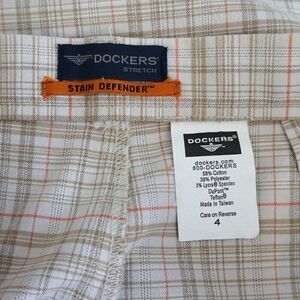 DOCKERS®
STRETCH
STAIN DEFENDER™
DOCKERS®
dockers.com
800-DOCKERS
58% Cotton
39% Polyester
3% Lycra® Spandex
DuPont™
Teflon®
Made in Taiwan
Care on Reverse
4